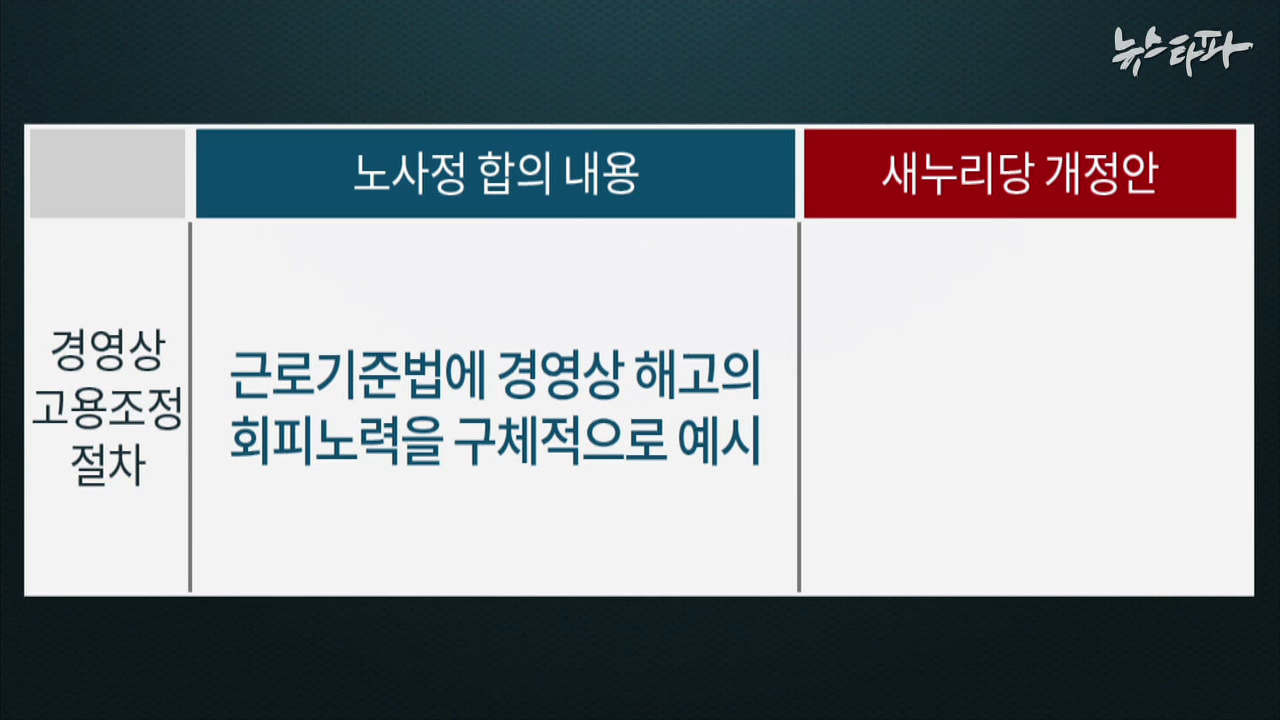 뉴스타파
노사정 합의 내용
새누리당 개정안
경영상
고용조정
절차
근로기준법에 경영상 해고의
회피노력을 구체적으로 예시